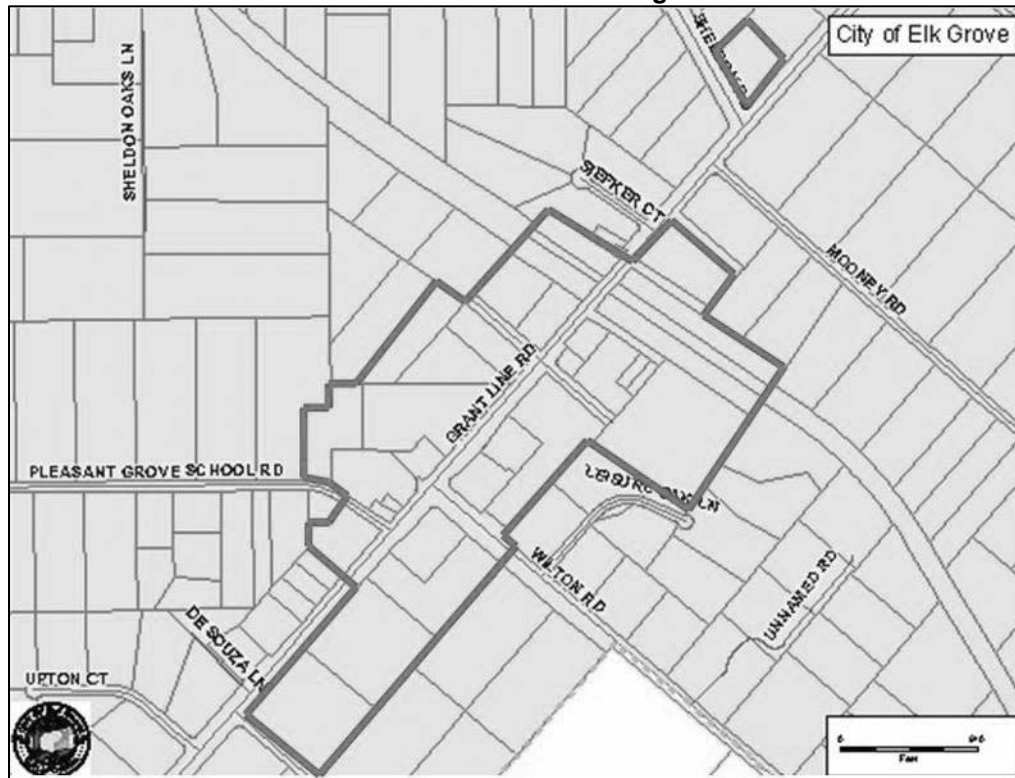 City of Elk Grove
SHELDON OAKS LN
SIEPKER CT
MOONEY RD
GRANT LINE RD
PLEASANT GROVE SCHOOL RD
WILTON RD
UNNAMED RD
DE SOUZA LN
UPTON CT